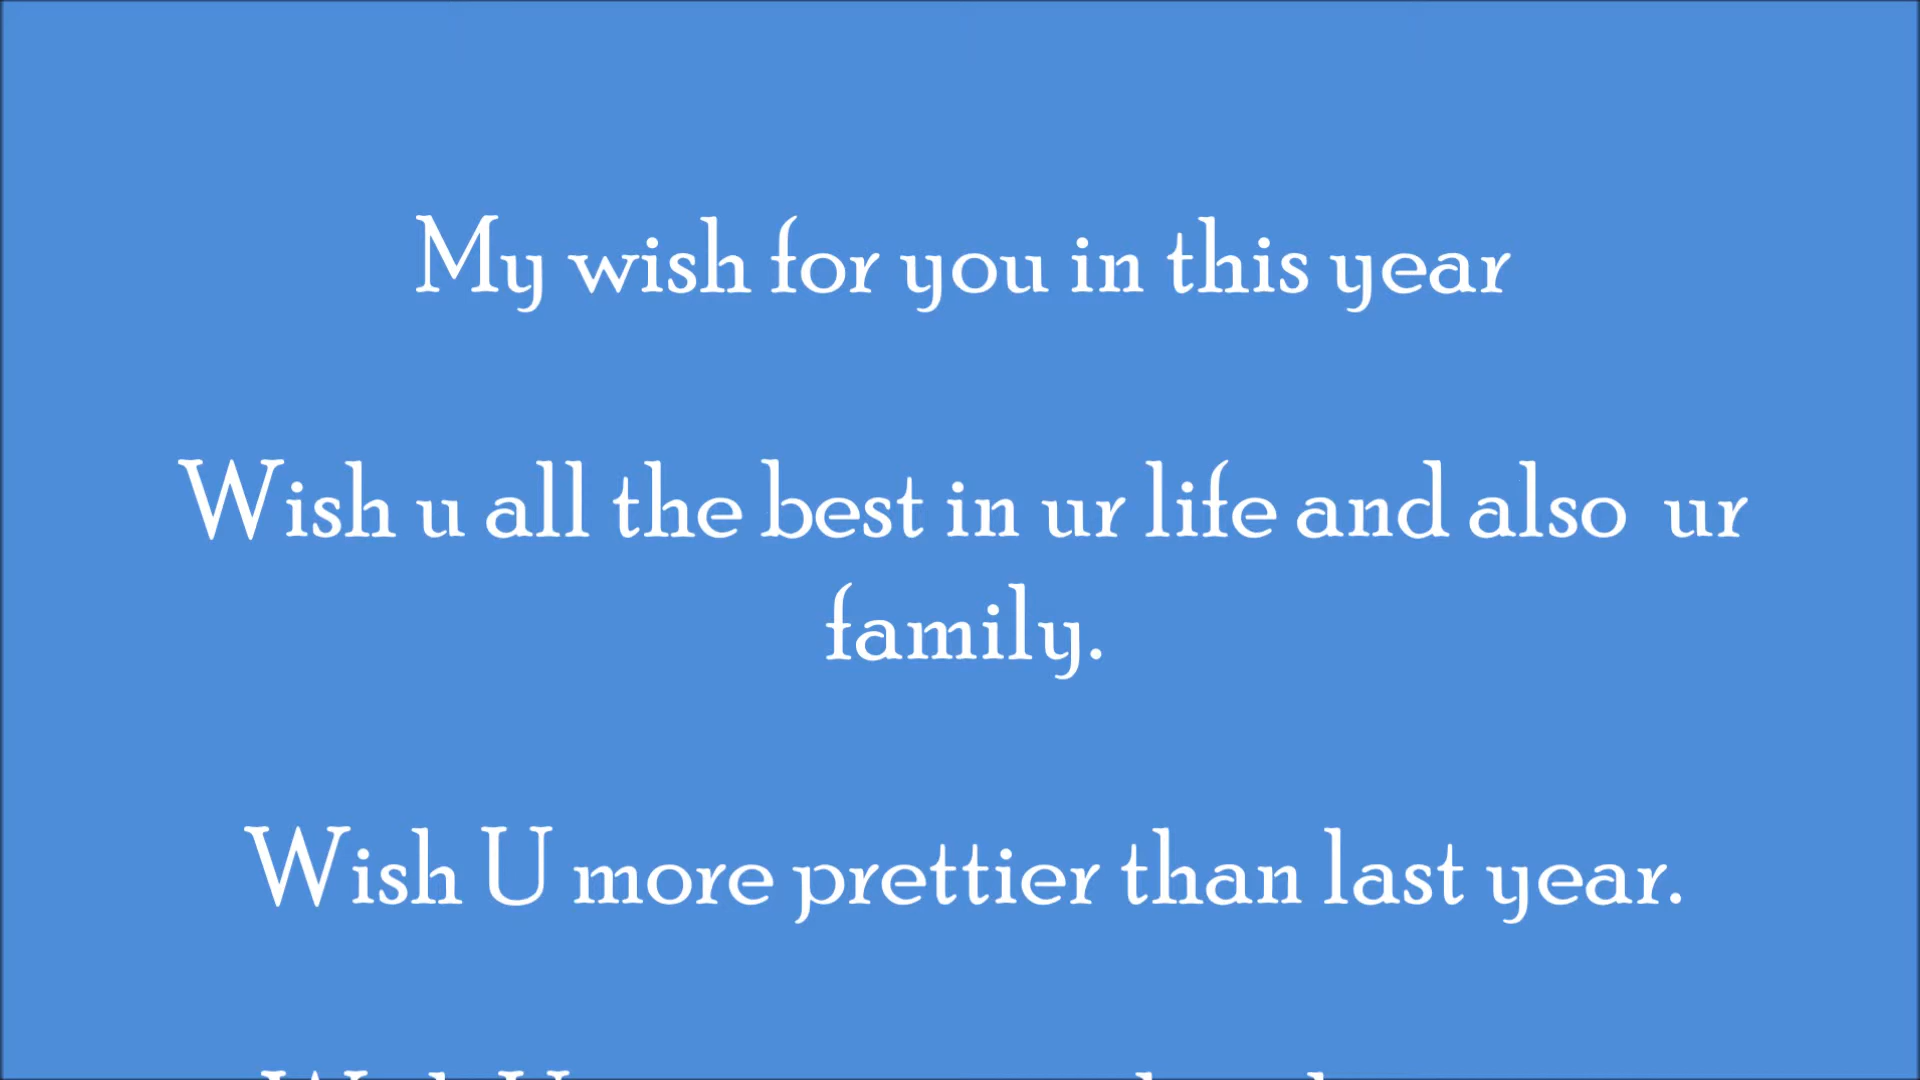 My wish for you in this year
Wish u all the best in ur life and also  ur
family.
Wish U more prettier than last year.
Wish U